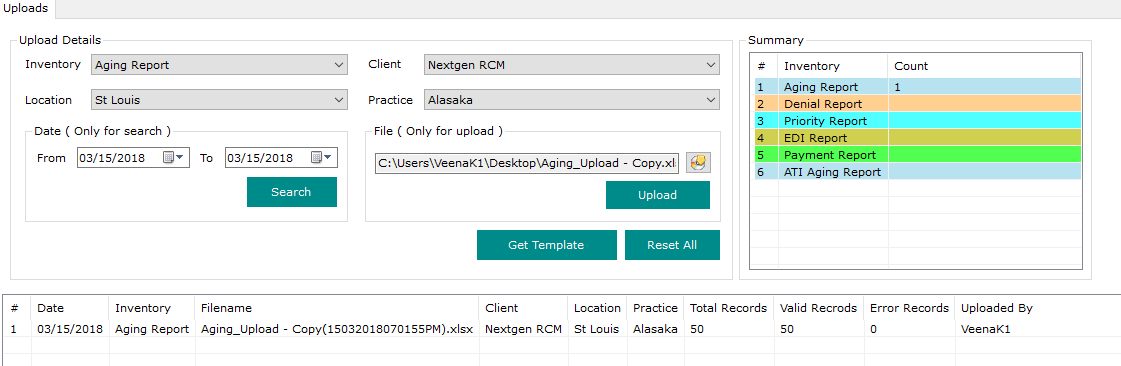 Uploads
Upload Details
Inventory Aging Report Client Nextgen RCM
Location St Louis Practice Alasaka
Date ( Only for search )
From 03/15/2018 To 03/15/2018
Search
File ( Only for upload )
C:\Users\VeenaK1\Desktop\Aging_Upload - Copy.xls
Upload
Get Template Reset All
Summary
# Inventory Count
1 Aging Report 1
2 Denial Report
3 Priority Report
4 EDI Report
5 Payment Report
6 ATI Aging Report
# Date Inventory Filename Client Location Practice Total Records Valid Recrods Error Records Uploaded By
1 03/15/2018 Aging Report Aging_Upload - Copy(15032018070155PM).xlsx Nextgen RCM St Louis Alasaka 50 50 0 VeenaK1